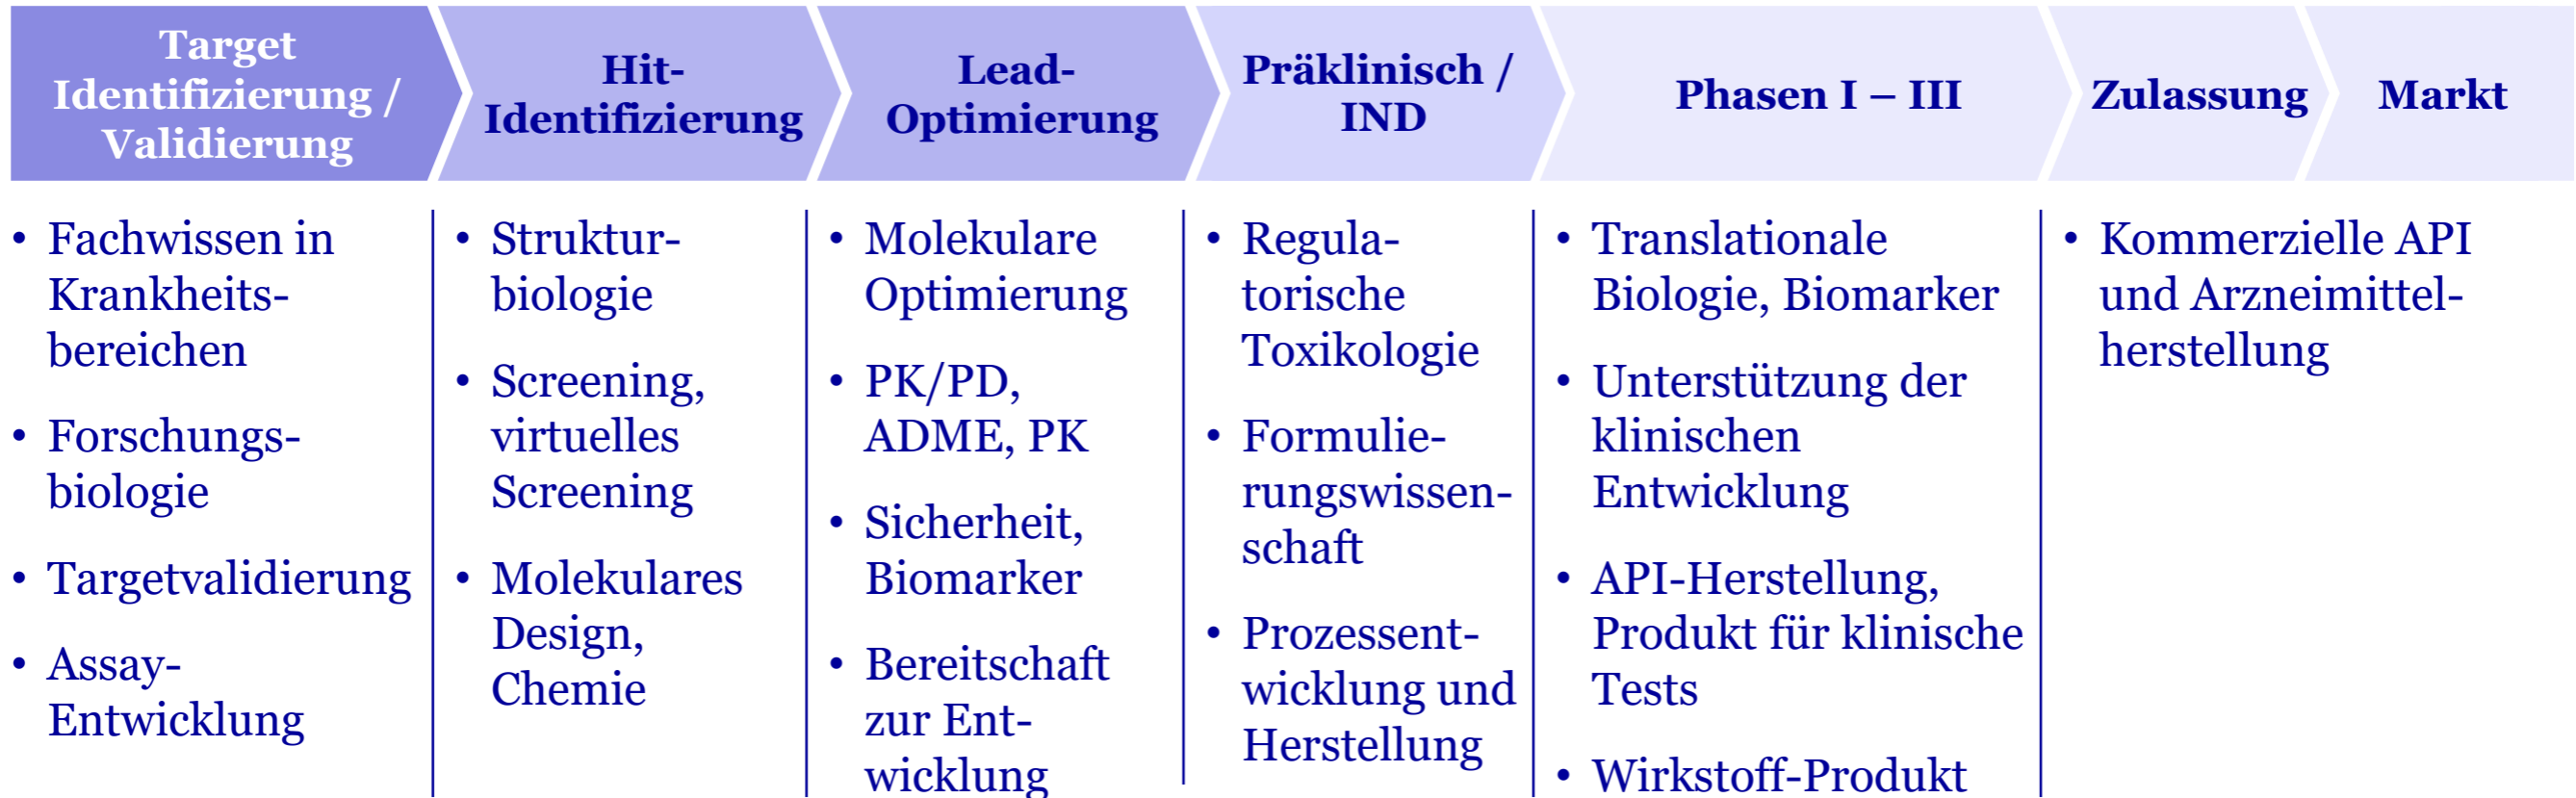 Target
Identifizierung /
Validierung
Hit-
Identifizierung
Lead-
Optimierung
Präklinisch /
IND
Phasen I – III
Zulassung
Markt
• Fachwissen in
Krankheits-
bereichen
• Forschungs-
biologie
• Targetvalidierung
• Assay-
Entwicklung
• Struktur-
biologie
• Screening,
virtuelles
Screening
• Molekulares
Design,
Chemie
• Molekulare
Optimierung
• PK/PD,
ADME, PK
• Sicherheit,
Biomarker
• Bereitschaft
zur Ent-
wicklung
• Regula-
torische
Toxikologie
• Formulie-
rungswissen-
schaft
• Prozessent-
wicklung und
Herstellung
• Translationale
Biologie, Biomarker
• Unterstützung der
klinischen
Entwicklung
• API-Herstellung,
Produkt für klinische
Tests
• Wirkstoff-Produkt
• Kommerzielle API
und Arzneimittel-
herstellung